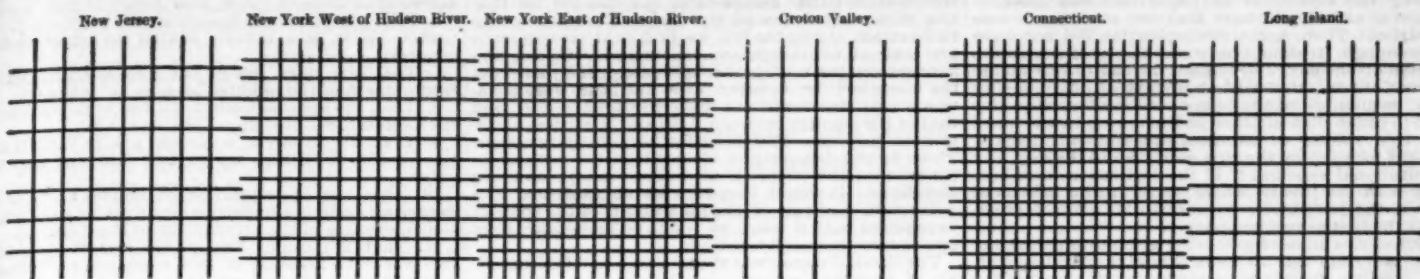 New Jersey. New York West of Hudson River. New York East of Hudson River. Croton Valley. Connecticut. Long Island.